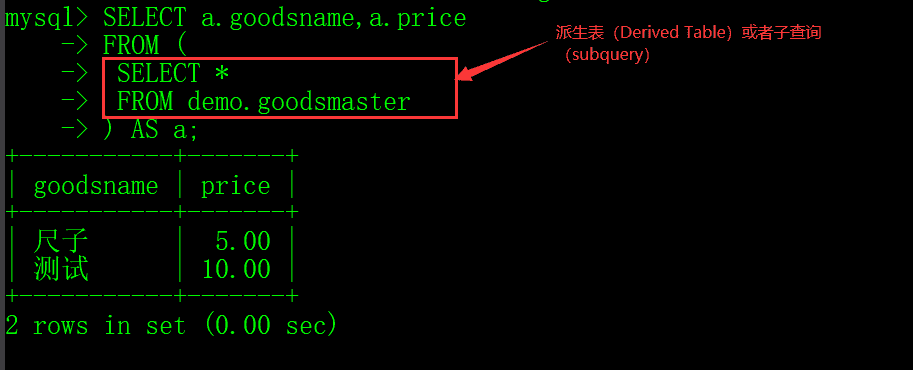 mysql> SELECT a.goodsname,a.price
    -> FROM (
    -> SELECT *
    -> FROM demo.goodsmaster
    -> ) AS a;
派生表（Derived Table）或者子查询
（subquery）
+-----------+-------+
| goodsname | price |
+-----------+-------+
| 尺子      |  5.00 |
| 测试      | 10.00 |
+-----------+-------+
2 rows in set (0.00 sec)